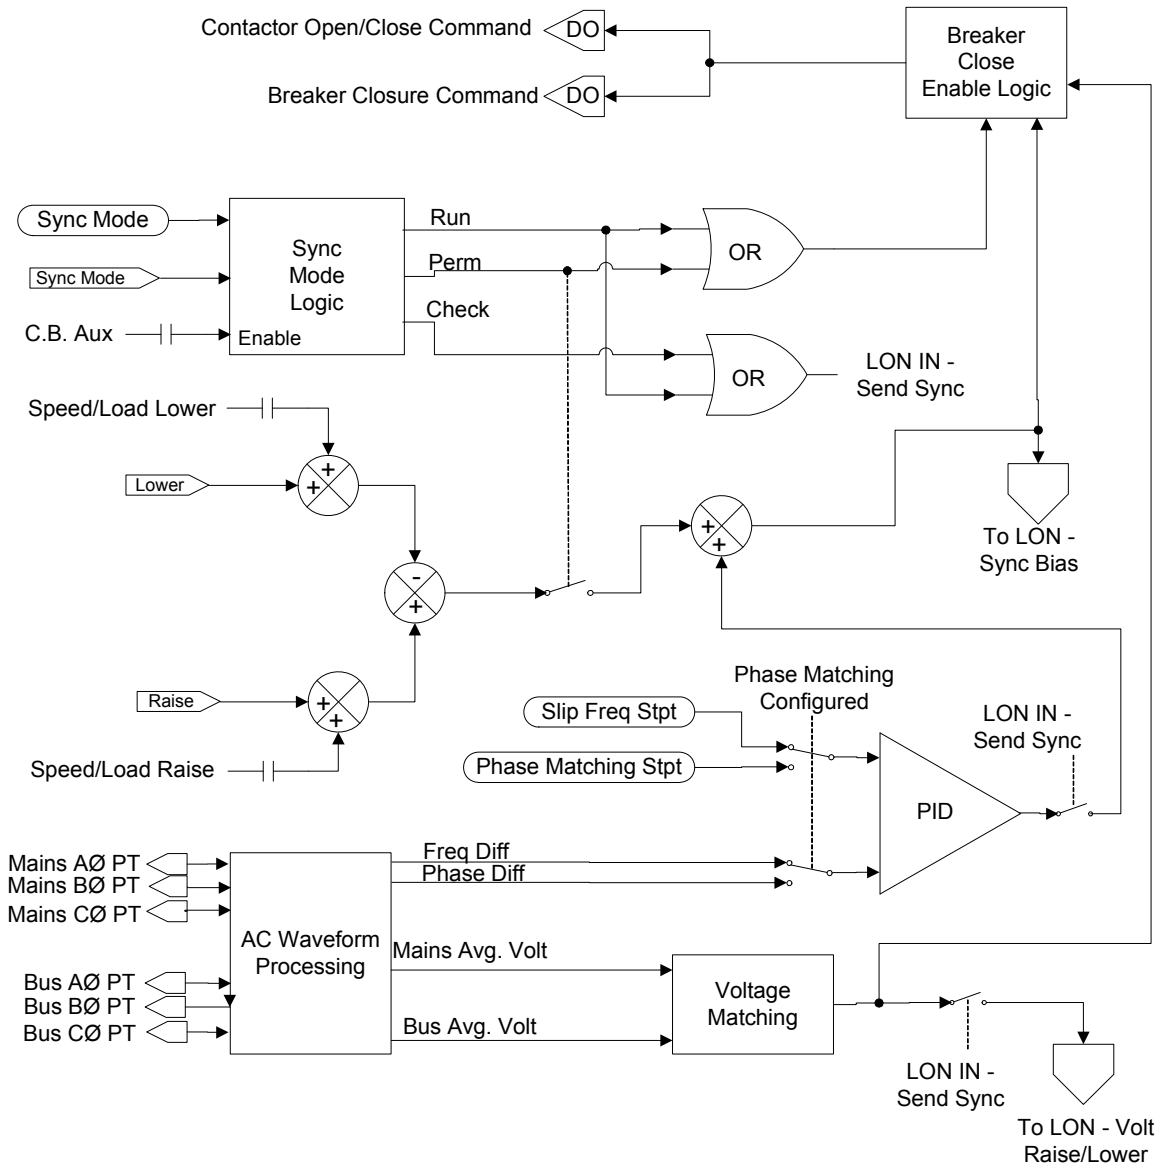 Contactor Open/Close Command
DO
Breaker
Close
Enable Logic
Breaker Closure Command
DO
Sync Mode
Sync Mode
C.B. Aux
Sync
Mode
Logic
Enable
Run
Perm
Check
OR
OR
LON IN -
Send Sync
Speed/Load Lower
+
+
Lower
-
+
+
+
To LON -
Sync Bias
Raise
+
+
Speed/Load Raise
Phase Matching
Configured
Slip Freq Stpt
Phase Matching Stpt
PID
LON IN -
Send Sync
Mains AØ PT
Mains BØ PT
Mains CØ PT
Bus AØ PT
Bus BØ PT
Bus CØ PT
AC Waveform
Processing
Freq Diff
Phase Diff
Mains Avg. Volt
Bus Avg. Volt
Voltage
Matching
LON IN -
Send Sync
To LON - Volt
Raise/Lower